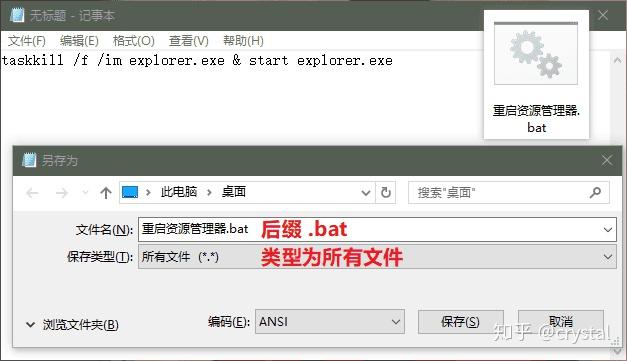 无标题 - 记事本
文件(F) 编辑(E) 格式(O) 查看(V) 帮助(H)
taskkill /f /im explorer.exe & start explorer.exe
重启资源管理器.
bat
另存为
此电脑 桌面 搜索"桌面"
文件名(N): 重启资源管理器.bat 后缀 .bat
保存类型(T): 所有文件 (*.*) 类型为所有文件
浏览文件夹(B) 编码(E): ANSI 保存(S) 取消
知乎 @crystal